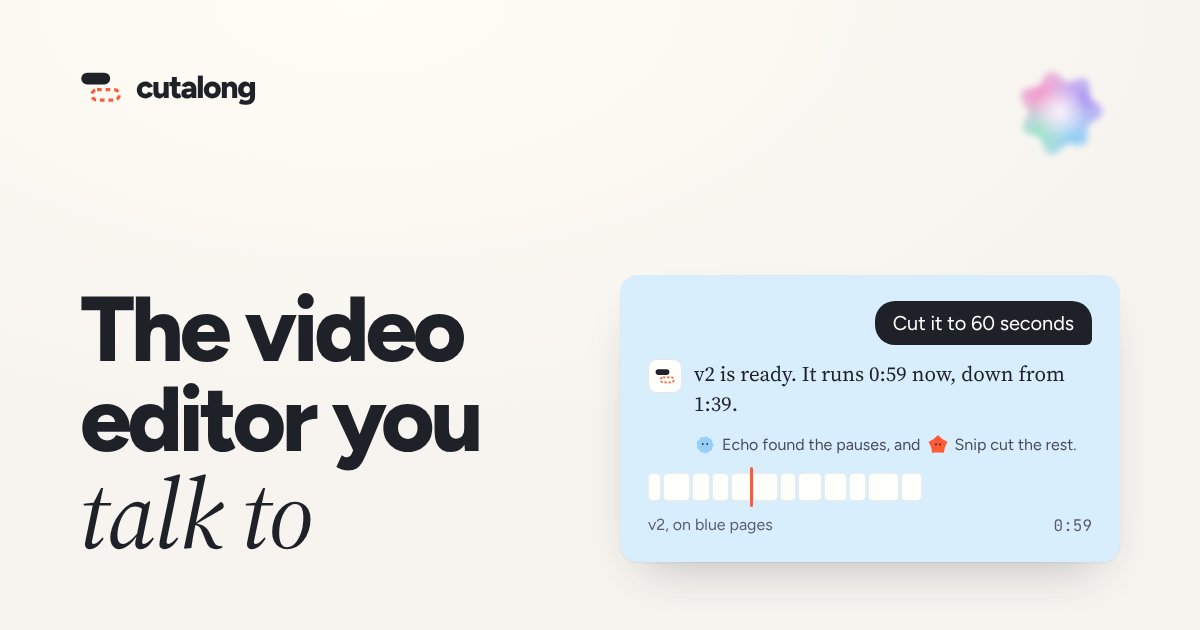 cutalong
The video
editor you
talk to
Cut it to 60 seconds
v2 is ready. It runs 0:59 now, down from
1:39.
Echo found the pauses, and Snip cut the rest.
v2, on blue pages
0:59